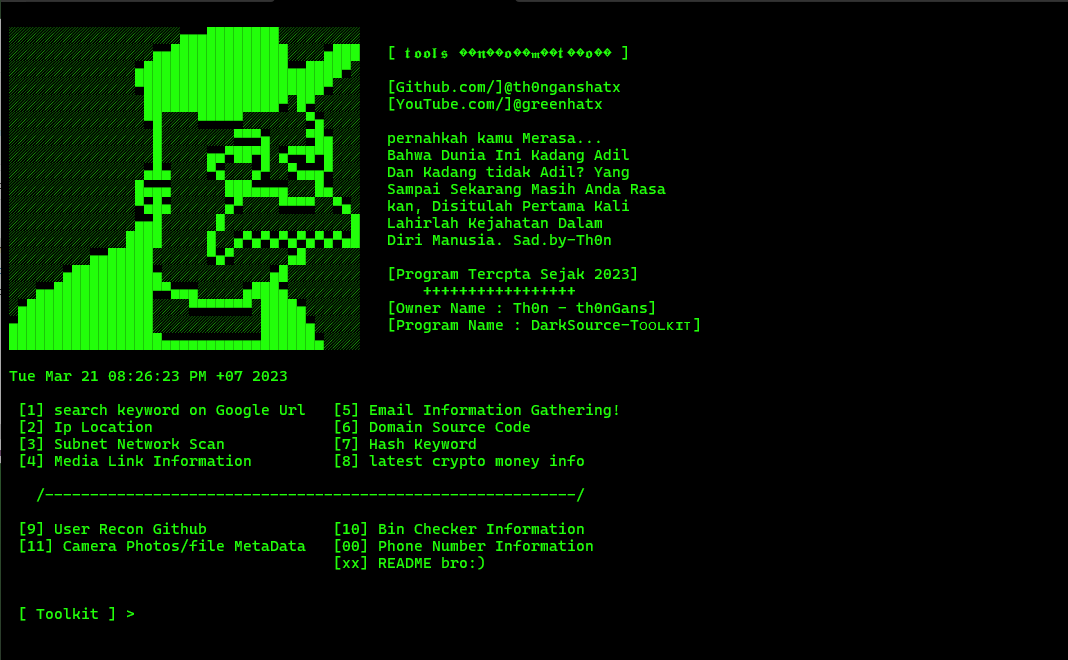 [ 𝖙𝖔𝖔𝖑𝖘 ��𝖓��𝖔��𝖒��𝖙��𝖔�� ]
[Github.com/]@th0nganshatx
[YouTube.com/]@greenhatx
pernahkah kamu Merasa...
Bahwa Dunia Ini Kadang Adil
Dan Kadang tidak Adil? Yang
Sampai Sekarang Masih Anda Rasa
kan, Disitulah Pertama Kali
Lahirlah Kejahatan Dalam
Diri Manusia. Sad.by-Th0n
[Program Tercpta Sejak 2023]
+++++++++++++++++
[Owner Name : Th0n - th0nGans]
[Program Name : DarkSource-Tᴏᴏʟᴋɪᴛ]
Tue Mar 21 08:26:23 PM +07 2023
[1] search keyword on Google Url [5] Email Information Gathering!
[2] Ip Location [6] Domain Source Code
[3] Subnet Network Scan [7] Hash Keyword
[4] Media Link Information [8] latest crypto money info
/-----------------------------------------------------------/
[9] User Recon Github [10] Bin Checker Information
[11] Camera Photos/file MetaData [00] Phone Number Information
[xx] README bro:)
[ Toolkit ] >